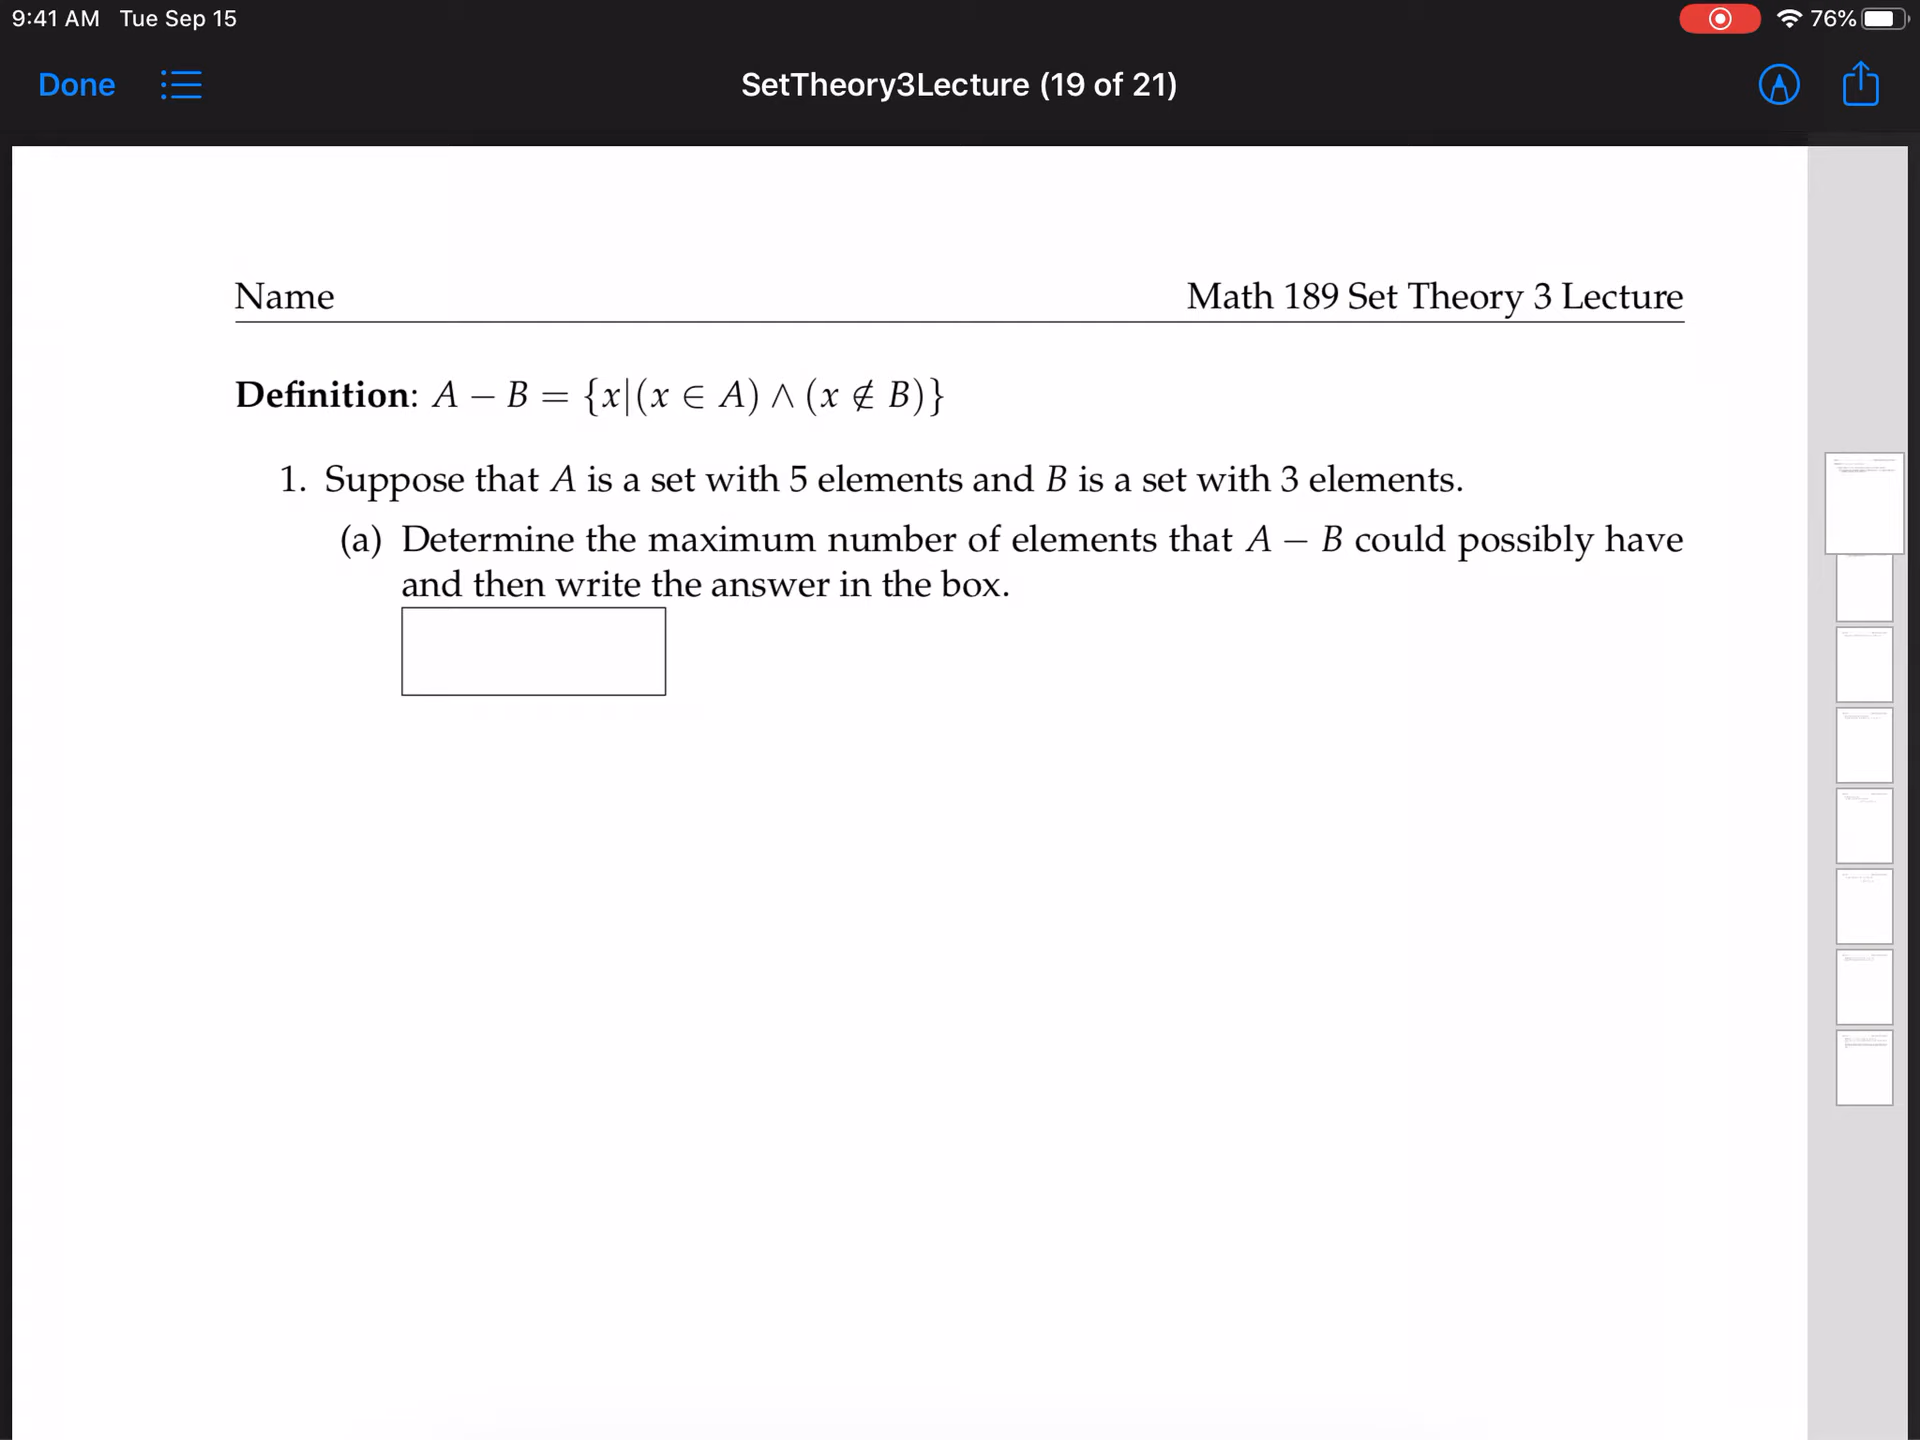 9:41 AM Tue Sep 15 76%
Done SetTheory3Lecture (19 of 21)
Name Math 189 Set Theory 3 Lecture
Definition: A − B = {x|(x ∈ A) ∧ (x ∉ B)}
1. Suppose that A is a set with 5 elements and B is a set with 3 elements.
(a) Determine the maximum number of elements that A − B could possibly have
and then write the answer in the box.